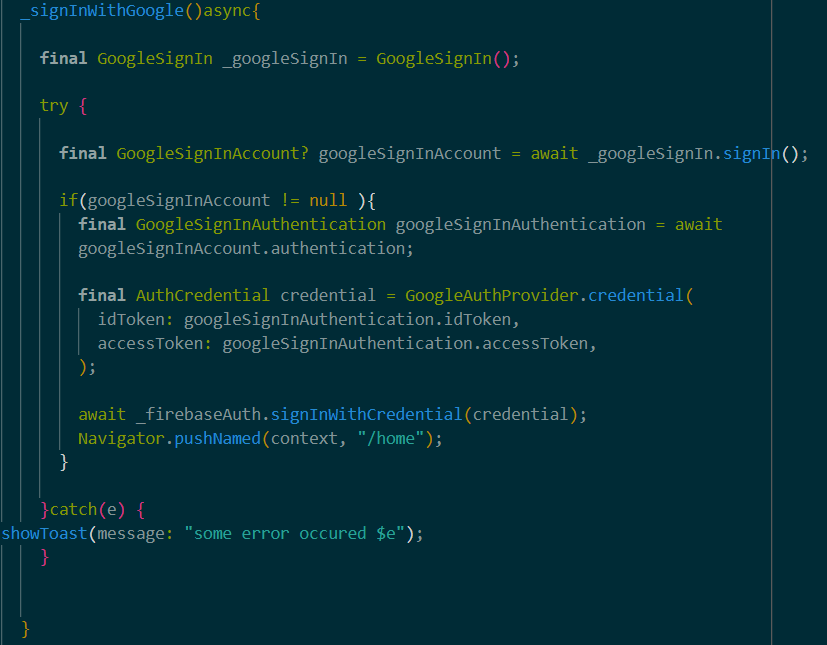 _signInWithGoogle()async{
final GoogleSignIn _googleSignIn = GoogleSignIn();
try {
final GoogleSignInAccount? googleSignInAccount = await _googleSignIn.signIn();
if(googleSignInAccount != null ){
final GoogleSignInAuthentication googleSignInAuthentication = await
googleSignInAccount.authentication;
final AuthCredential credential = GoogleAuthProvider.credential(
idToken: googleSignInAuthentication.idToken,
accessToken: googleSignInAuthentication.accessToken,
);
await _firebaseAuth.signInWithCredential(credential);
Navigator.pushNamed(context, "/home");
}
}catch(e) {
showToast(message: "some error occured $e");
}
}